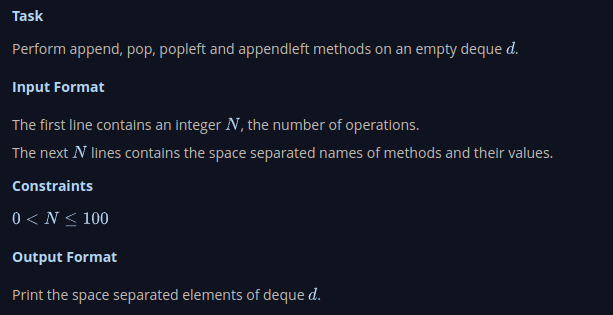 Task
Perform append, pop, popleft and appendleft methods on an empty deque d.
Input Format
The first line contains an integer N, the number of operations.
The next N lines contains the space separated names of methods and their values.
Constraints
0 < N ≤ 100
Output Format
Print the space separated elements of deque d.